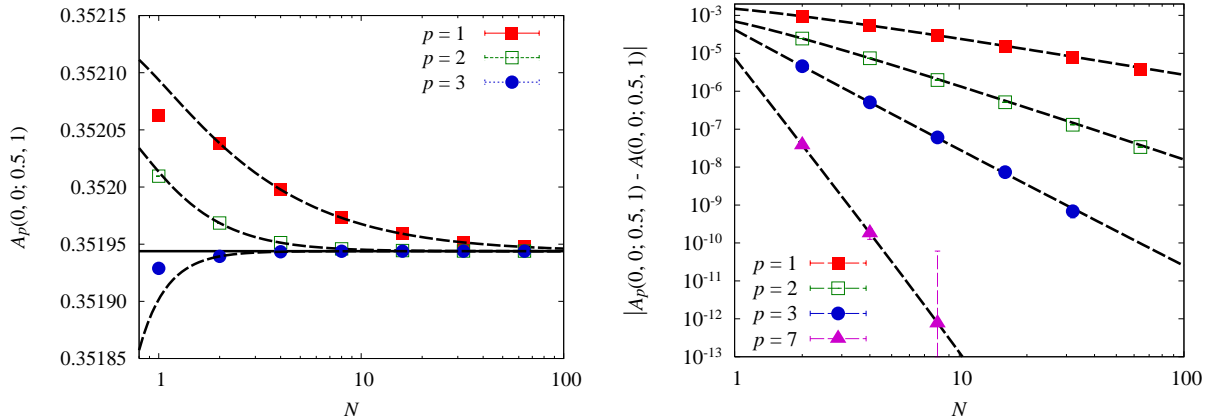 0.35215
0.35210
0.35205
0.3520
0.35195
0.35190
0.35185
A_p(0, 0; 0.5, 1)
p = 1
p = 2
p = 3
1
10
100
N
10^-3
10^-5
10^-6
10^-7
10^-8
10^-9
10^-10
10^-11
10^-12
10^-13
|A_p(0, 0; 0.5, 1) - A(0, 0; 0.5, 1)|
p = 1
p = 2
p = 3
p = 7
1
10
100
N